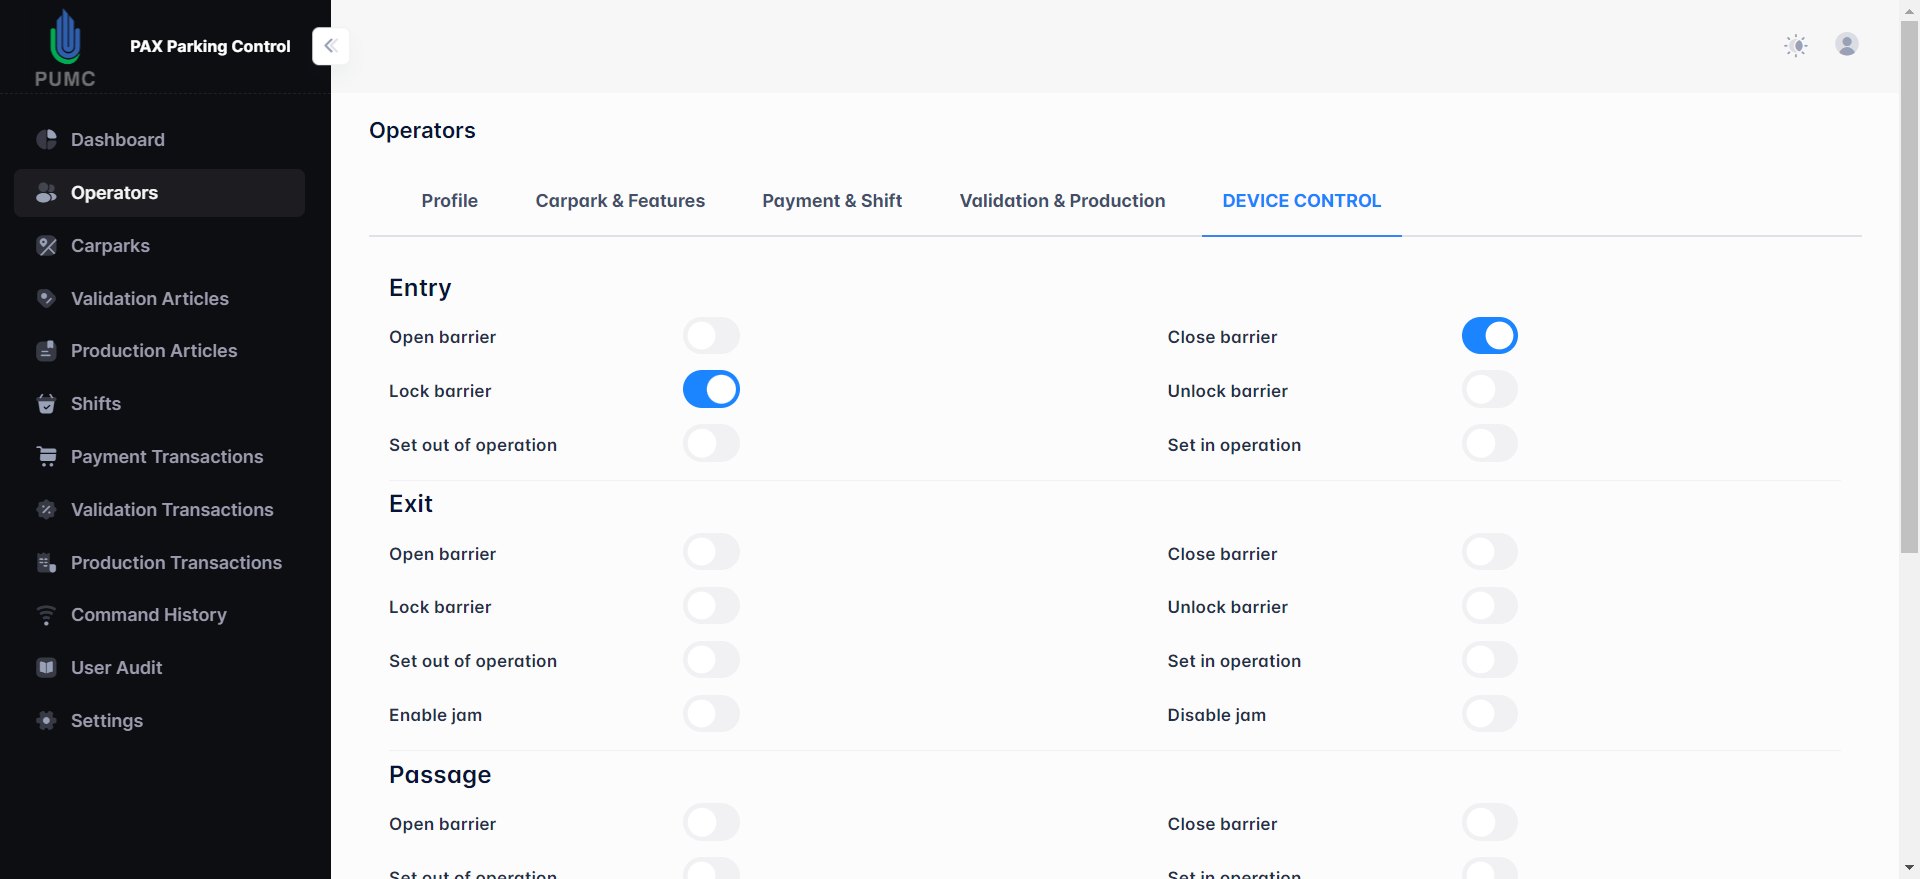 PUMC
PAX Parking Control
Dashboard
Operators
Carparks
Validation Articles
Production Articles
Shifts
Payment Transactions
Validation Transactions
Production Transactions
Command History
User Audit
Settings
Operators
Profile Carpark & Features Payment & Shift Validation & Production DEVICE CONTROL
Entry
Open barrier Close barrier
Lock barrier Unlock barrier
Set out of operation Set in operation
Exit
Open barrier Close barrier
Lock barrier Unlock barrier
Set out of operation Set in operation
Enable jam Disable jam
Passage
Open barrier Close barrier
Set out of operation Set in operation